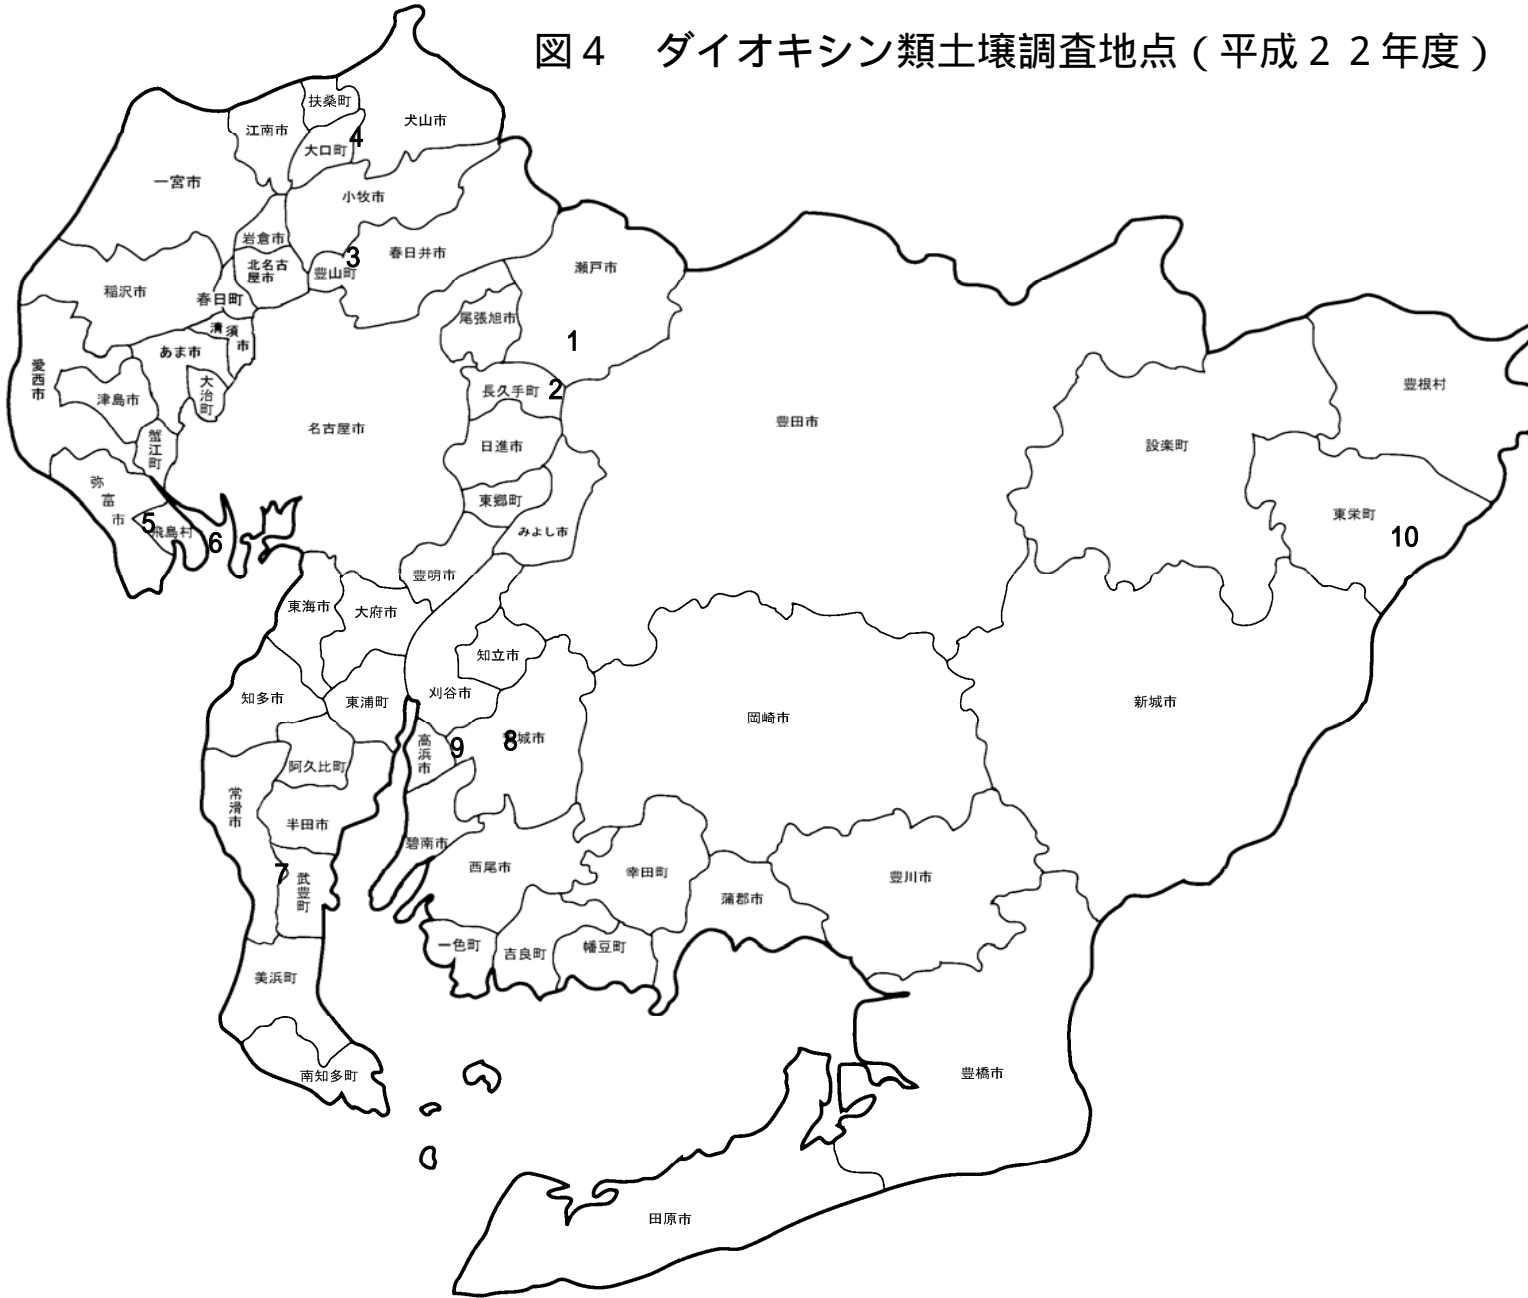 図４　ダイオキシン類土壌調査地点（平成２２年度）
扶桑町
江南市
犬山市
4
大口町
一宮市
小牧市
岩倉市
春日井市
3
豊山町
北名古
屋市
瀬戸市
稲沢市
春日町
尾張旭市
清須
市
1
あま市
愛西市
大治町
津島市
長久手町
2
豊根村
名古屋市
豊田市
蟹江町
日進市
設楽町
弥富市
東郷町
5
飛島村
6
みよし市
東栄町
10
豊明市
東海市
大府市
知立市
知多市
東浦町
刈谷市
岡崎市
新城市
高浜市
9
8
城市
阿久比町
常滑市
半田市
碧南市
西尾市
7
武豊町
幸田町
蒲郡市
豊川市
一色町
吉良町
幡豆町
美浜町
南知多町
豊橋市
田原市